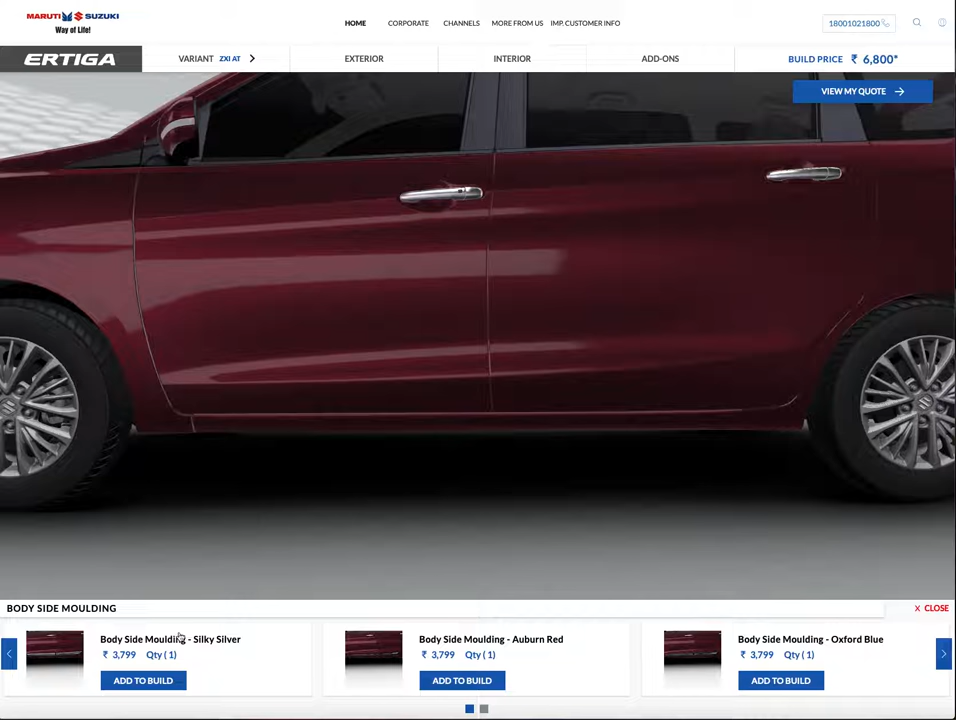 MARUTI SUZUKI
Way of Life!
HOME CORPORATE CHANNELS MORE FROM US IMP. CUSTOMER INFO
18001021800
ERTIGA
VARIANT ZXI AT
EXTERIOR
INTERIOR
ADD-ONS
BUILD PRICE ₹ 6,800*
VIEW MY QUOTE
BODY SIDE MOULDING
X CLOSE
Body Side Moulding - Silky Silver
₹ 3,799 Qty ( 1 )
ADD TO BUILD
Body Side Moulding - Auburn Red
₹ 3,799 Qty ( 1 )
ADD TO BUILD
Body Side Maulding - Oxford Blue
₹ 3,799 Qty ( 1 )
ADD TO BUILD